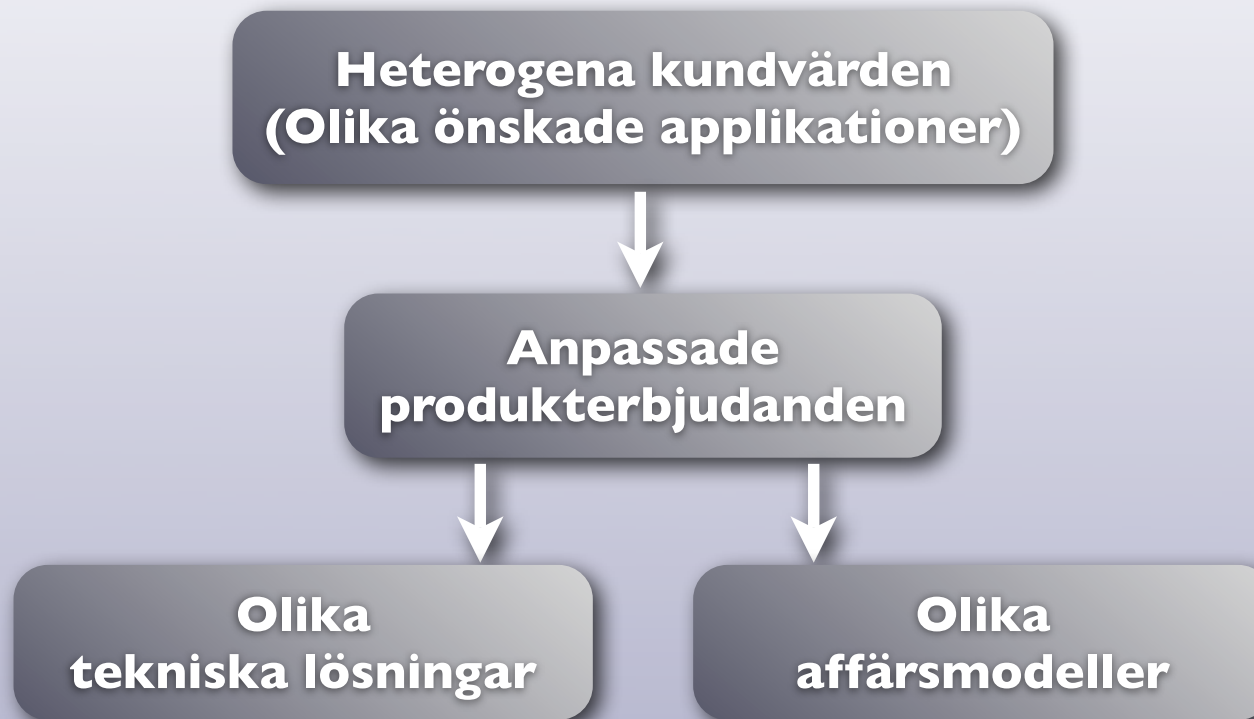 Heterogena kundvärden
(Olika önskade applikationer)
Anpassade
produkterbjudanden
Olika
tekniska lösningar
Olika
affärsmodeller